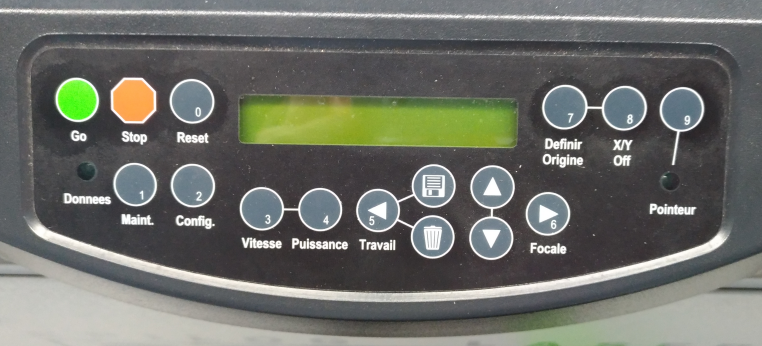 0
7
8
9
Go
Stop
Reset
Definir
Origine
X/Y
Off
Donnees
1
2
Maint.
Config.
3
4
5
6
Pointeur
Vitesse
Puissance
Travail
Focale